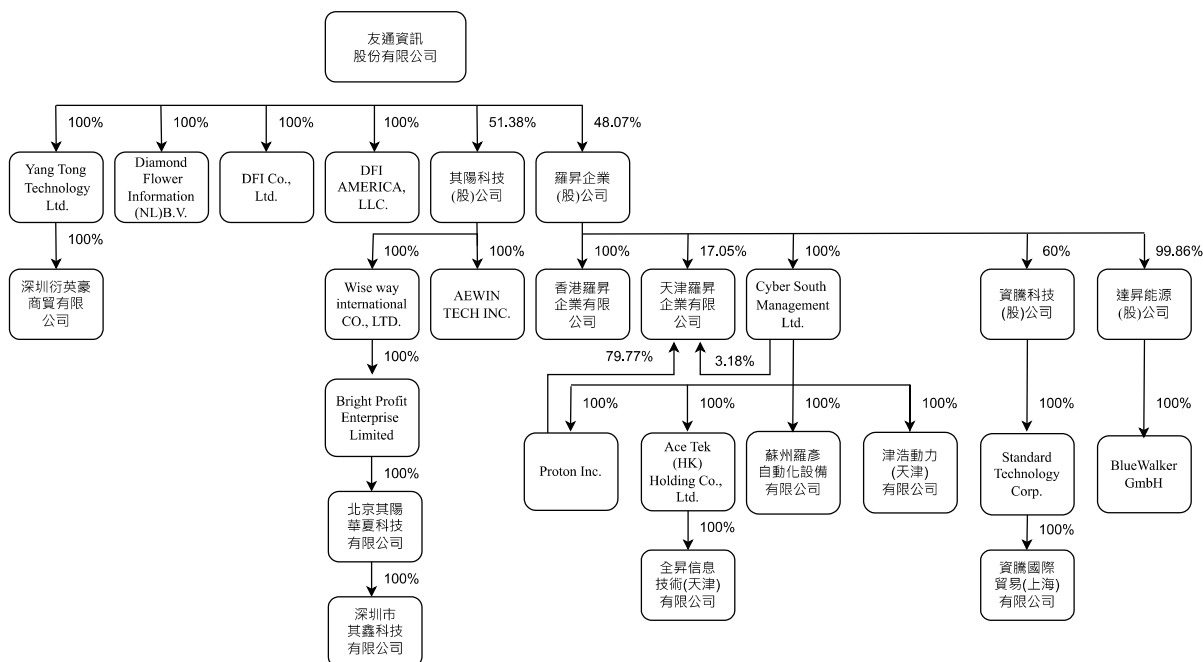 友通資訊
股份有限公司
100%
100%
100%
100%
51.38%
48.07%
Yang Tong
Technology
Ltd.
Diamond
Flower
Information
(NL)B.V.
DFI Co.,
Ltd.
DFI
AMERICA,
LLC.
其陽科技
(股)公司
羅昇企業
(股)公司
100%
100%
100%
100%
17.05%
100%
60%
99.86%
深圳衍英豪
商貿有限
公司
Wise way
international
CO., LTD.
AEWIN
TECH INC.
香港羅昇
企業有限
公司
天津羅昇
企業有限
公司
Cyber South
Management
Ltd.
資騰科技
(股)公司
達昇能源
(股)公司
100%
79.77%
3.18%
Bright Profit
Enterprise
Limited
100%
100%
100%
100%
100%
100%
Proton Inc.
Ace Tek
(HK)
Holding Co.,
Ltd.
蘇州羅產
自動化設備
有限公司
津浩動力
(天津)
有限公司
Standard
Technology
Corp.
BlueWalker
GmbH
100%
北京其陽
華夏科技
有限公司
100%
100%
全昇信息
技術(天津)
有限公司
資騰國際
貿易(上海)
有限公司
100%
深圳市
其鑫科技
有限公司